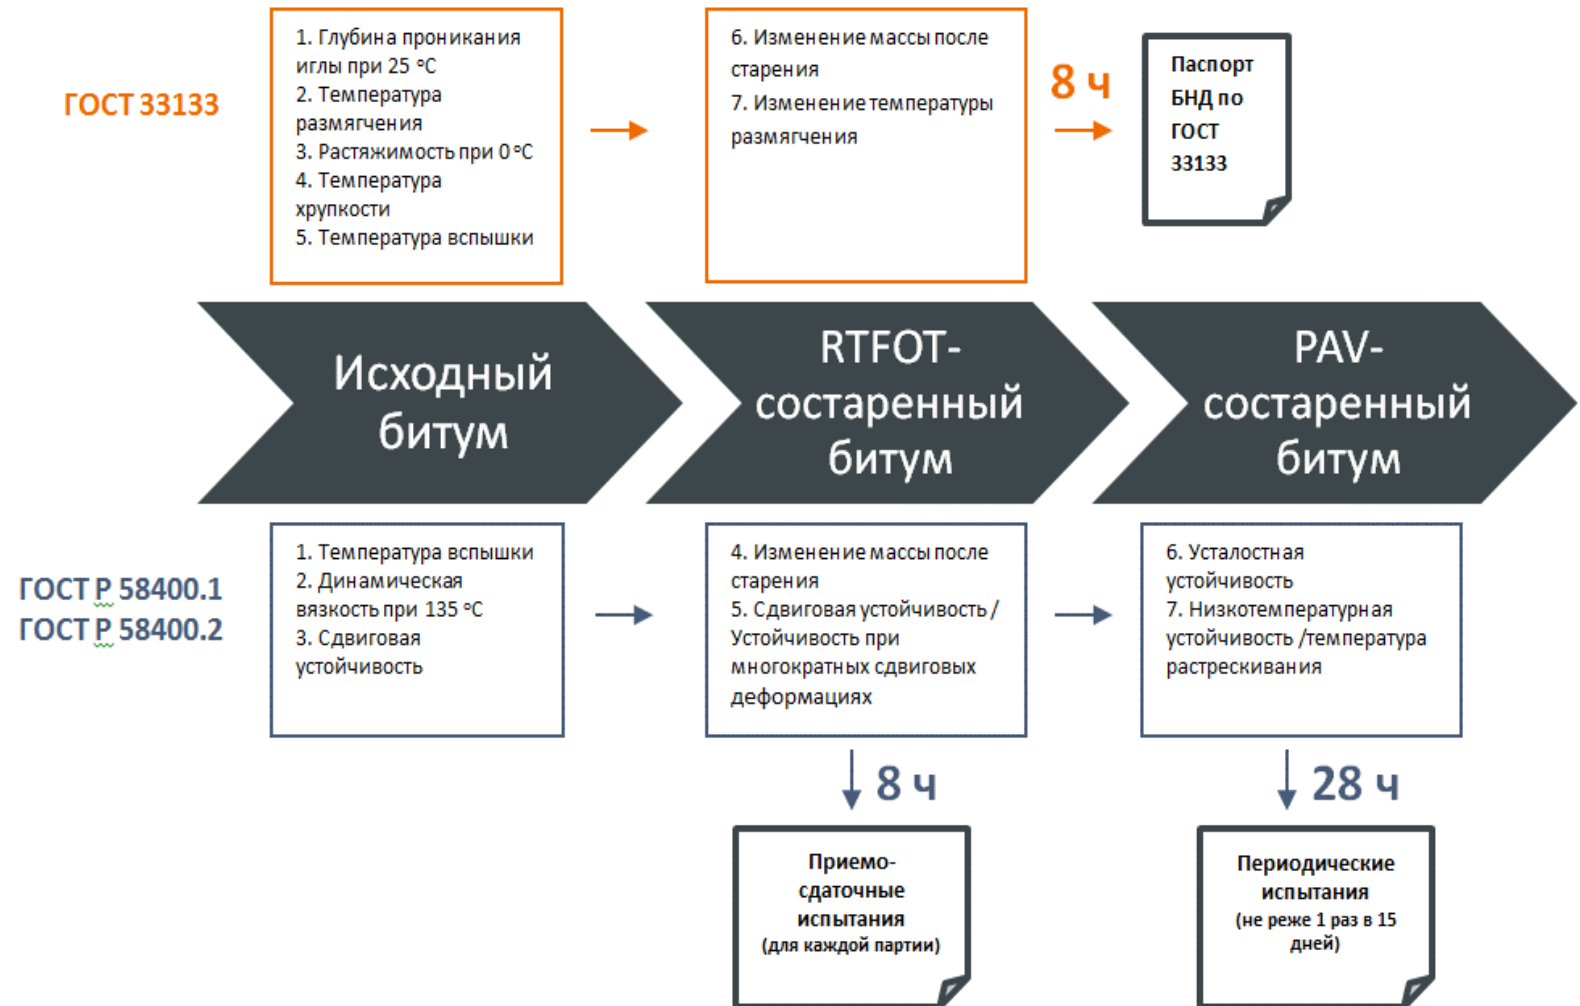 ГОСТ 33133
1. Глубина проникания
иглы при 25 ºС
2. Температура
размягчения
3. Растяжимость при 0 ºС
4. Температура
хрупкости
5. Температура вспышки
6. Изменение массы после
старения
7. Изменение температуры
размягчения
8 ч
Паспорт
БНД по
ГОСТ
33133
Исходный
битум
RTFOT-
состаренный
битум
PAV-
состаренный
битум
ГОСТ Р 58400.1
ГОСТ Р 58400.2
1. Температура вспышки
2. Динамическая
вязкость при 135 ºС
3. Сдвиговая
устойчивость
4. Изменение массы после
старения
5. Сдвиговая устойчивость /
Устойчивость при
многократных сдвиговых
деформациях
6. Усталостная
устойчивость
7. Низкотемпературная
устойчивость /температура
растрескивания
8 ч
28 ч
Приемо-
сдаточные
испытания
(для каждой партии)
Периодические
испытания
(не реже 1 раз в 15
дней)